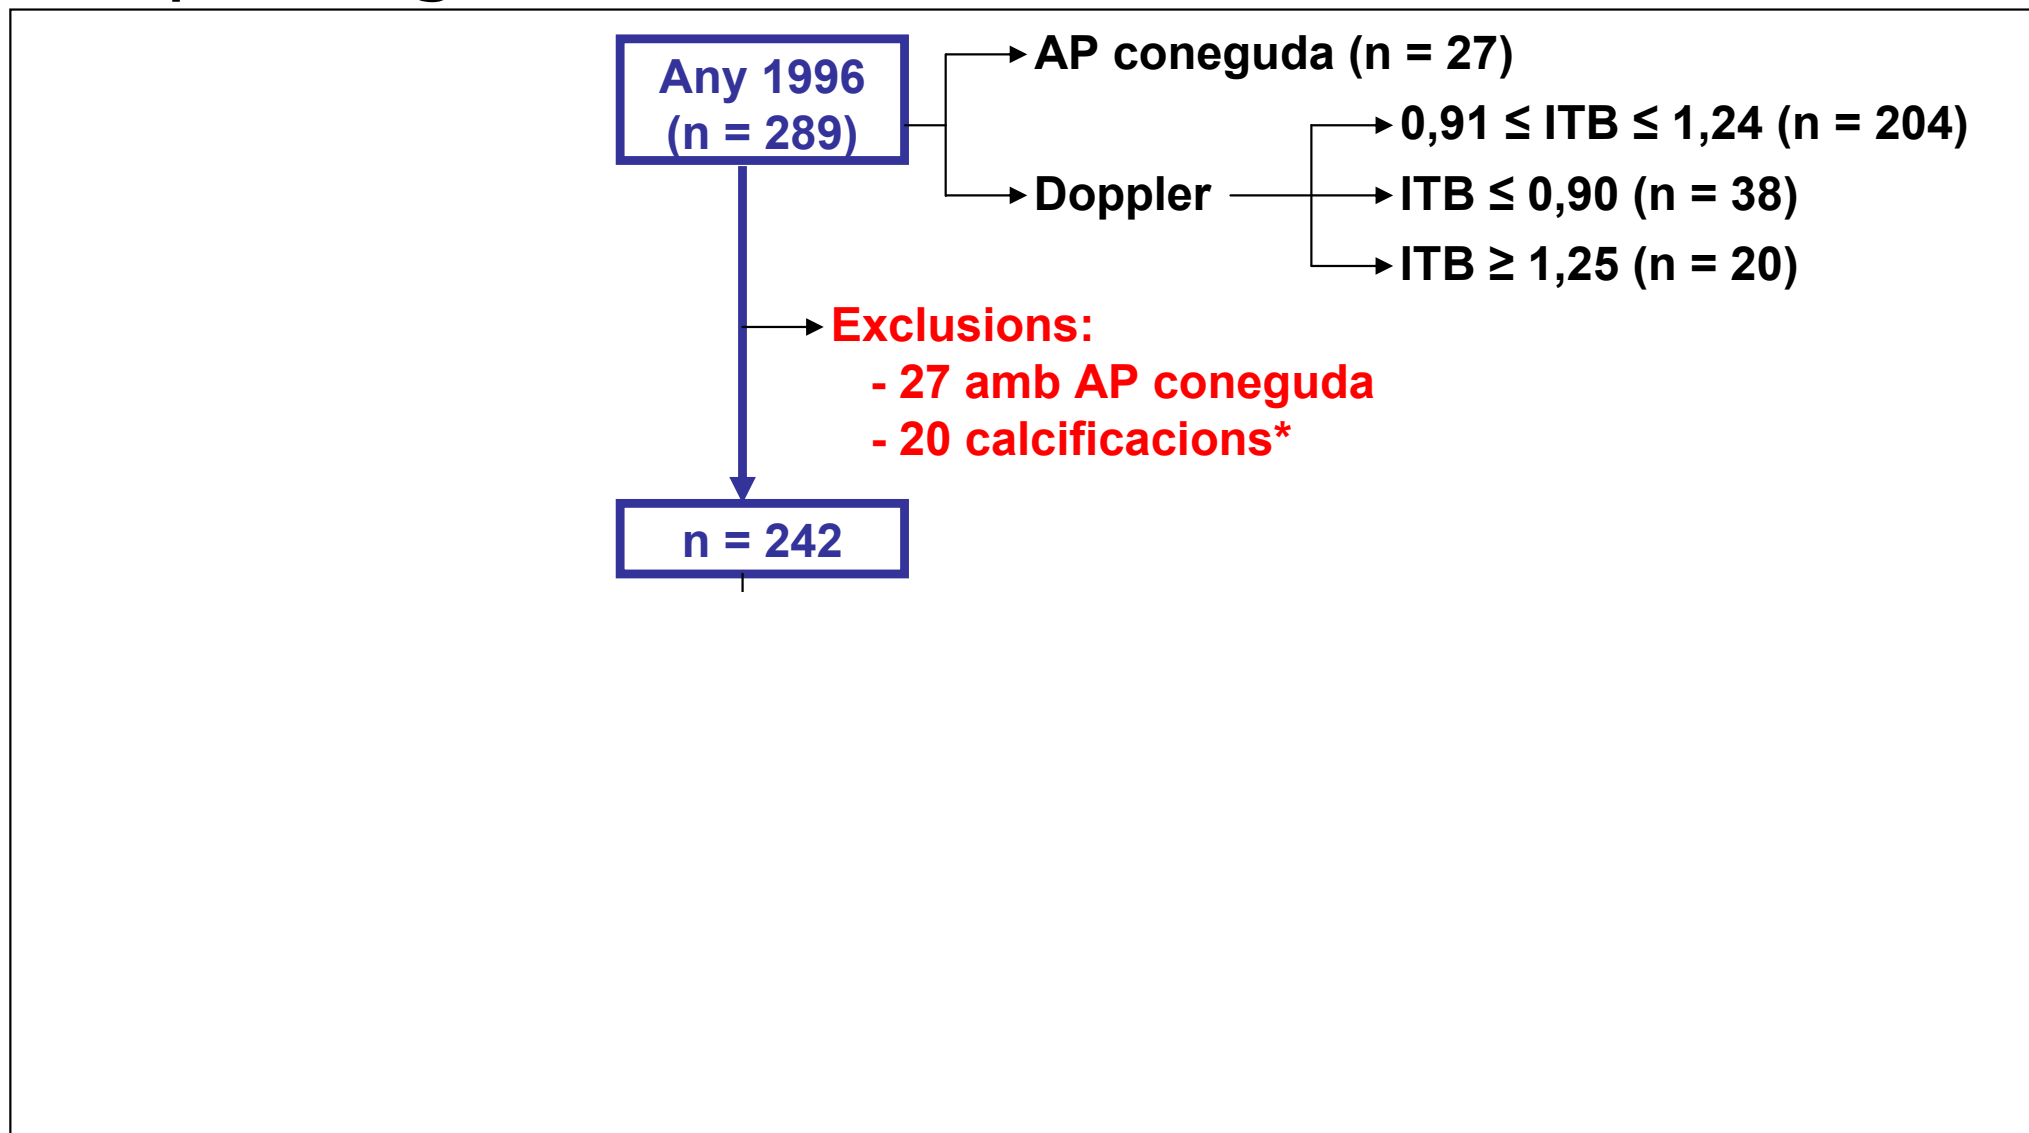 Any 1996
(n = 289)
AP coneguda (n = 27)
0,91 ≤ ITB ≤ 1,24 (n = 204)
Doppler
ITB ≤ 0,90 (n = 38)
ITB ≥ 1,25 (n = 20)
Exclusions:
- 27 amb AP coneguda
- 20 calcificacions*
n = 242